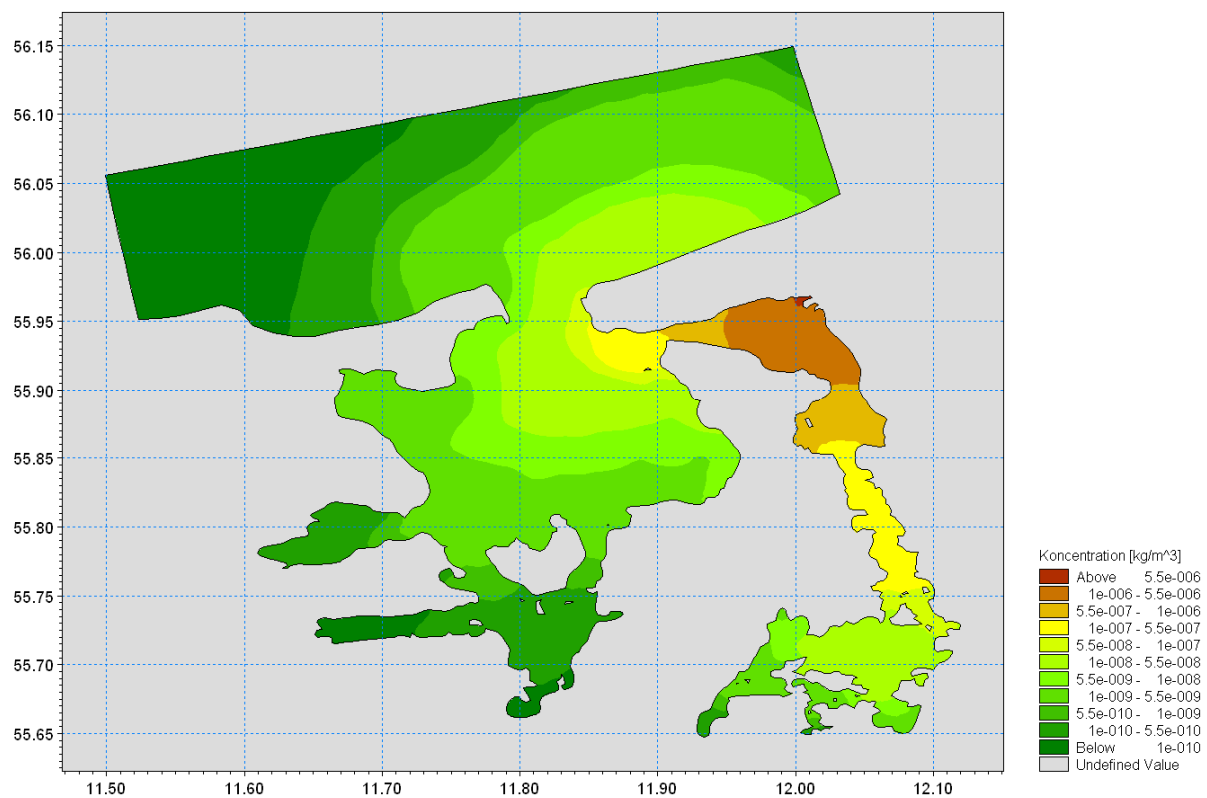 56.15
56.10
56.05
56.00
55.95
55.90
55.85
55.80
55.75
55.70
55.65
11.50 11.60 11.70 11.80 11.90 12.00 12.10
Koncentration [kg/m^3]
Above 5.5e-006
1e-006 - 5.5e-006
5.5e-007 - 1e-006
1e-007 - 5.5e-007
5.5e-008 - 1e-007
1e-008 - 5.5e-008
5.5e-009 - 1e-008
1e-009 - 5.5e-009
5.5e-010 - 1e-009
1e-010 - 5.5e-010
Below 1e-010
Undefined Value